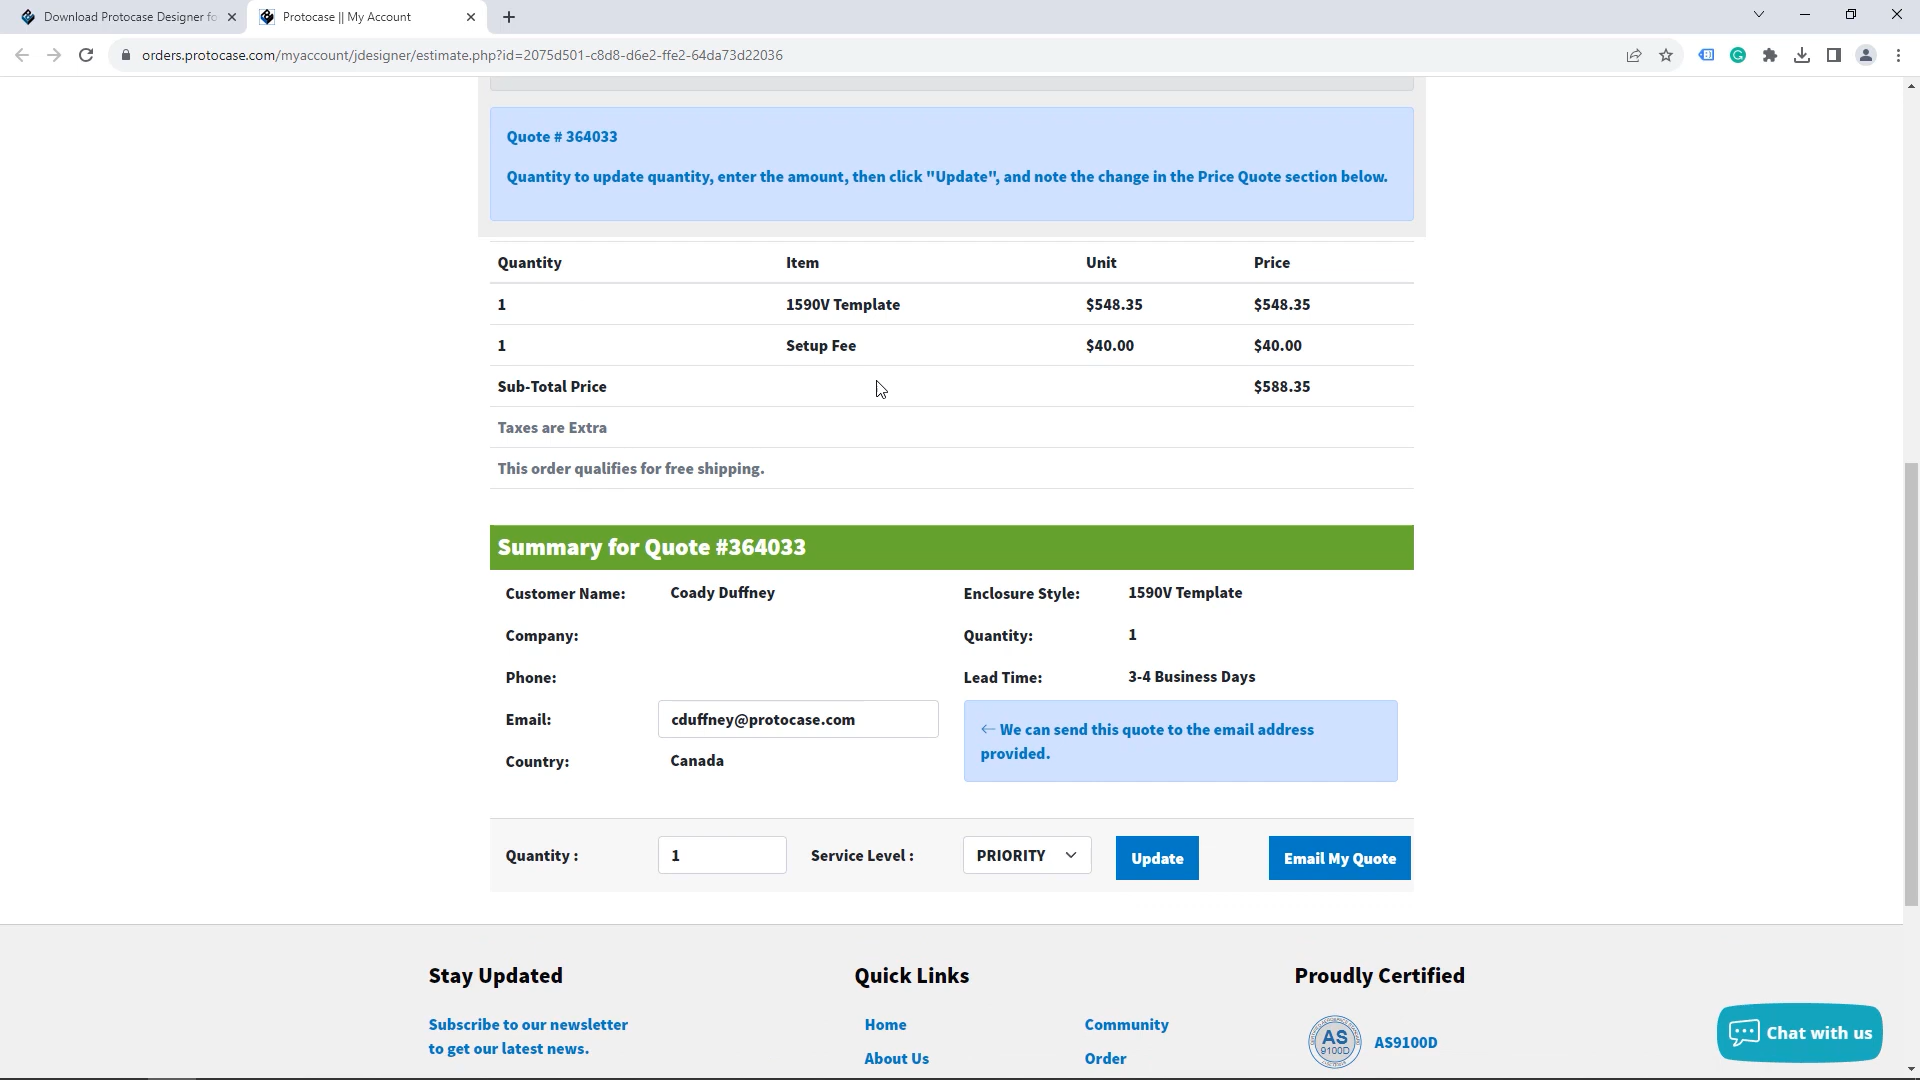 Download Protocase Designer fo
Protocase || My Account
orders.protocase.com/myaccount/jdesigner/estimate.php?id=2075d501-c8d8-d6e2-ffe2-64da73d22036
Quote # 364033
Quantity to update quantity, enter the amount, then click "Update", and note the change in the Price Quote section below.
Quantity Item Unit Price
1 1590V Template $548.35 $548.35
1 Setup Fee $40.00 $40.00
Sub-Total Price $588.35
Taxes are Extra
This order qualifies for free shipping.
Summary for Quote #364033
Customer Name: Coady Duffney Enclosure Style: 1590V Template
Company: Quantity: 1
Phone: Lead Time: 3-4 Business Days
Email: cduffney@protocase.com ← We can send this quote to the email address
provided.
Country: Canada
Quantity : 1 Service Level : PRIORITY Update Email My Quote
Stay Updated Quick Links Proudly Certified
Subscribe to our newsletter Home Community AS 9100D AS9100D
to get our latest news. About Us Order
Chat with us